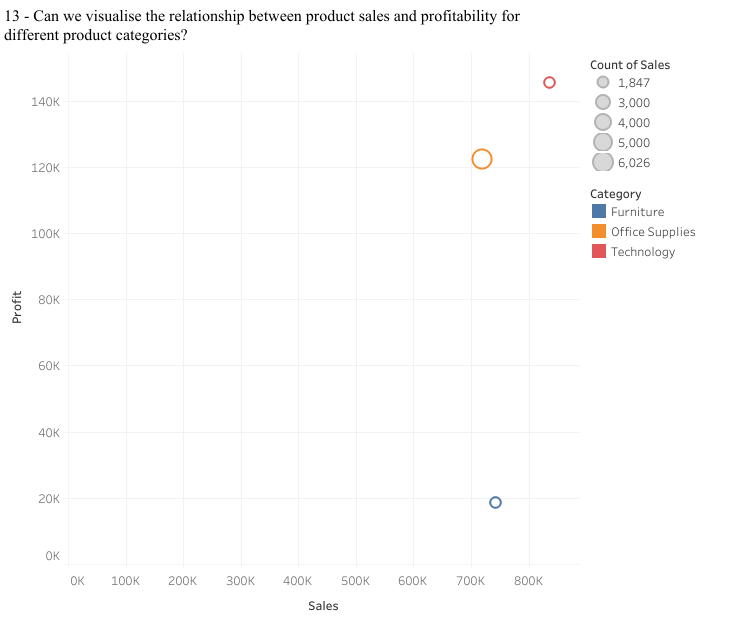 13 - Can we visualise the relationship between product sales and profitability for
different product categories?
Count of Sales
1,847
3,000
4,000
5,000
6,026
Category
Furniture
Office Supplies
Technology
Profit
140K
120K
100K
80K
60K
40K
20K
0K
0K 100K 200K 300K 400K 500K 600K 700K 800K
Sales